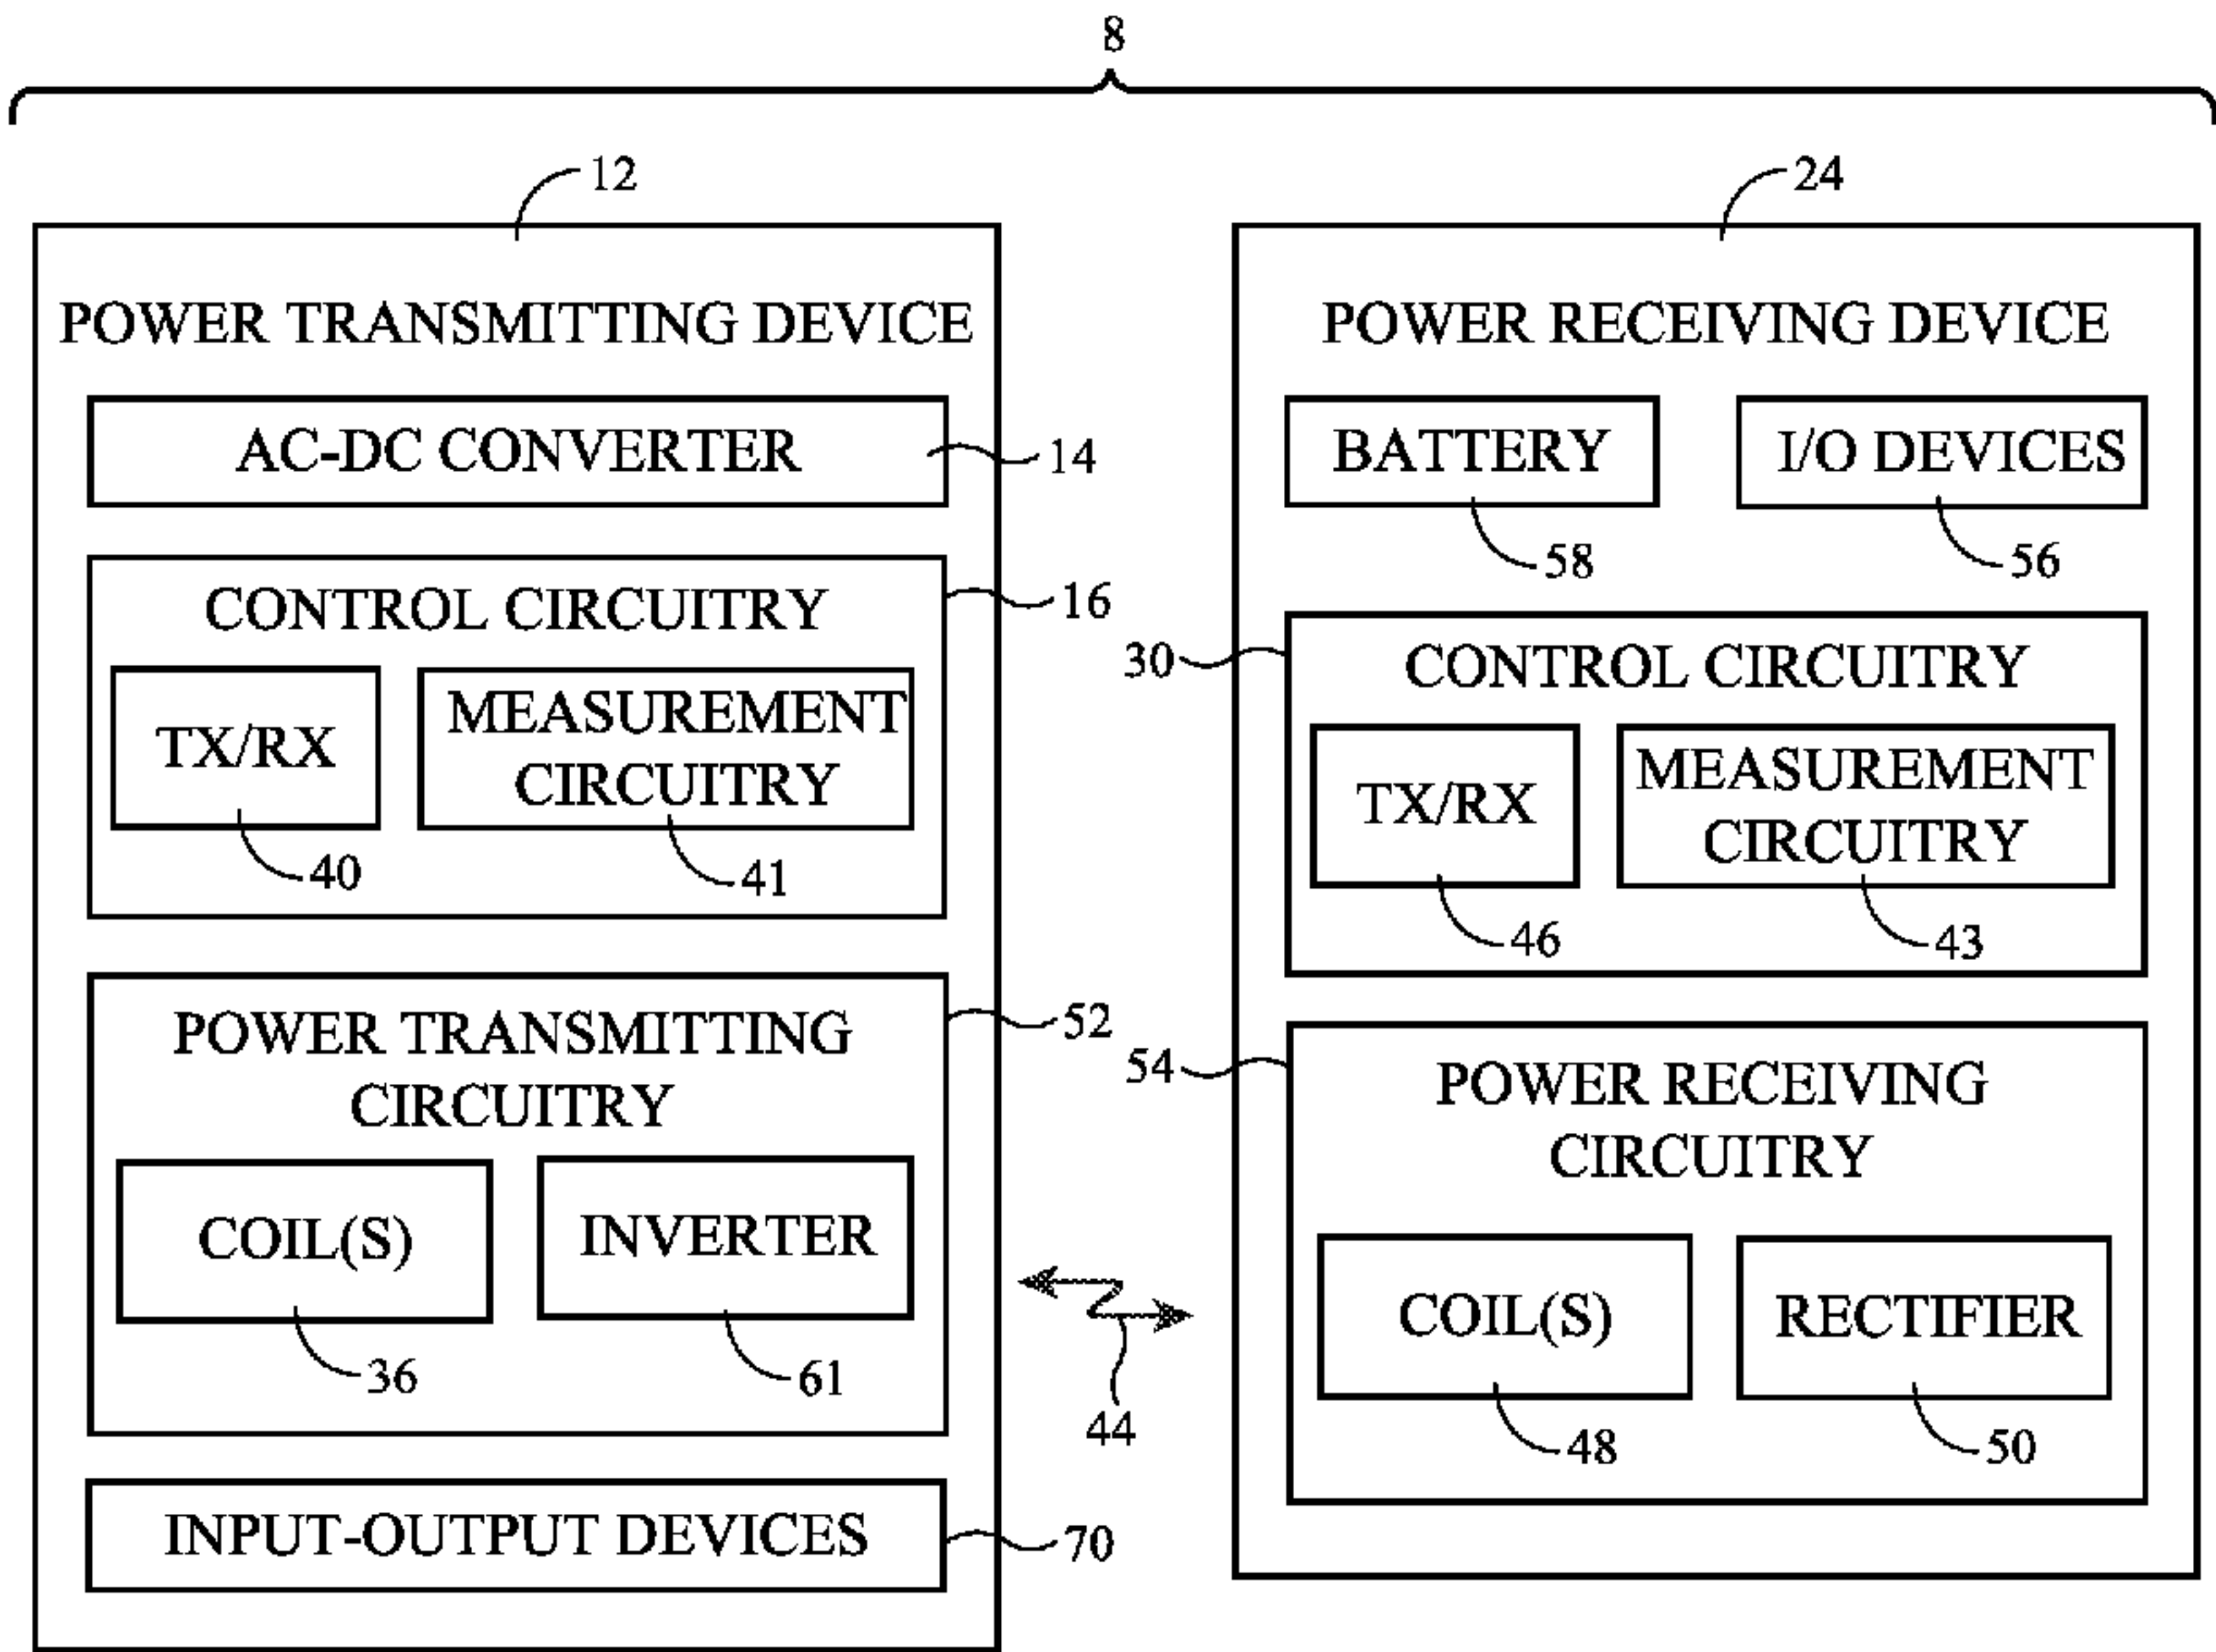 8
12
POWER TRANSMITTING DEVICE
AC-DC CONVERTER
14
CONTROL CIRCUITRY
16
TX/RX
40
MEASUREMENT
CIRCUITRY
41
POWER TRANSMITTING
CIRCUITRY
52
COIL(S)
36
INVERTER
61
INPUT-OUTPUT DEVICES
70
44
24
POWER RECEIVING DEVICE
BATTERY
58
I/O DEVICES
56
30
CONTROL CIRCUITRY
TX/RX
46
MEASUREMENT
CIRCUITRY
43
54
POWER RECEIVING
CIRCUITRY
COIL(S)
48
RECTIFIER
50